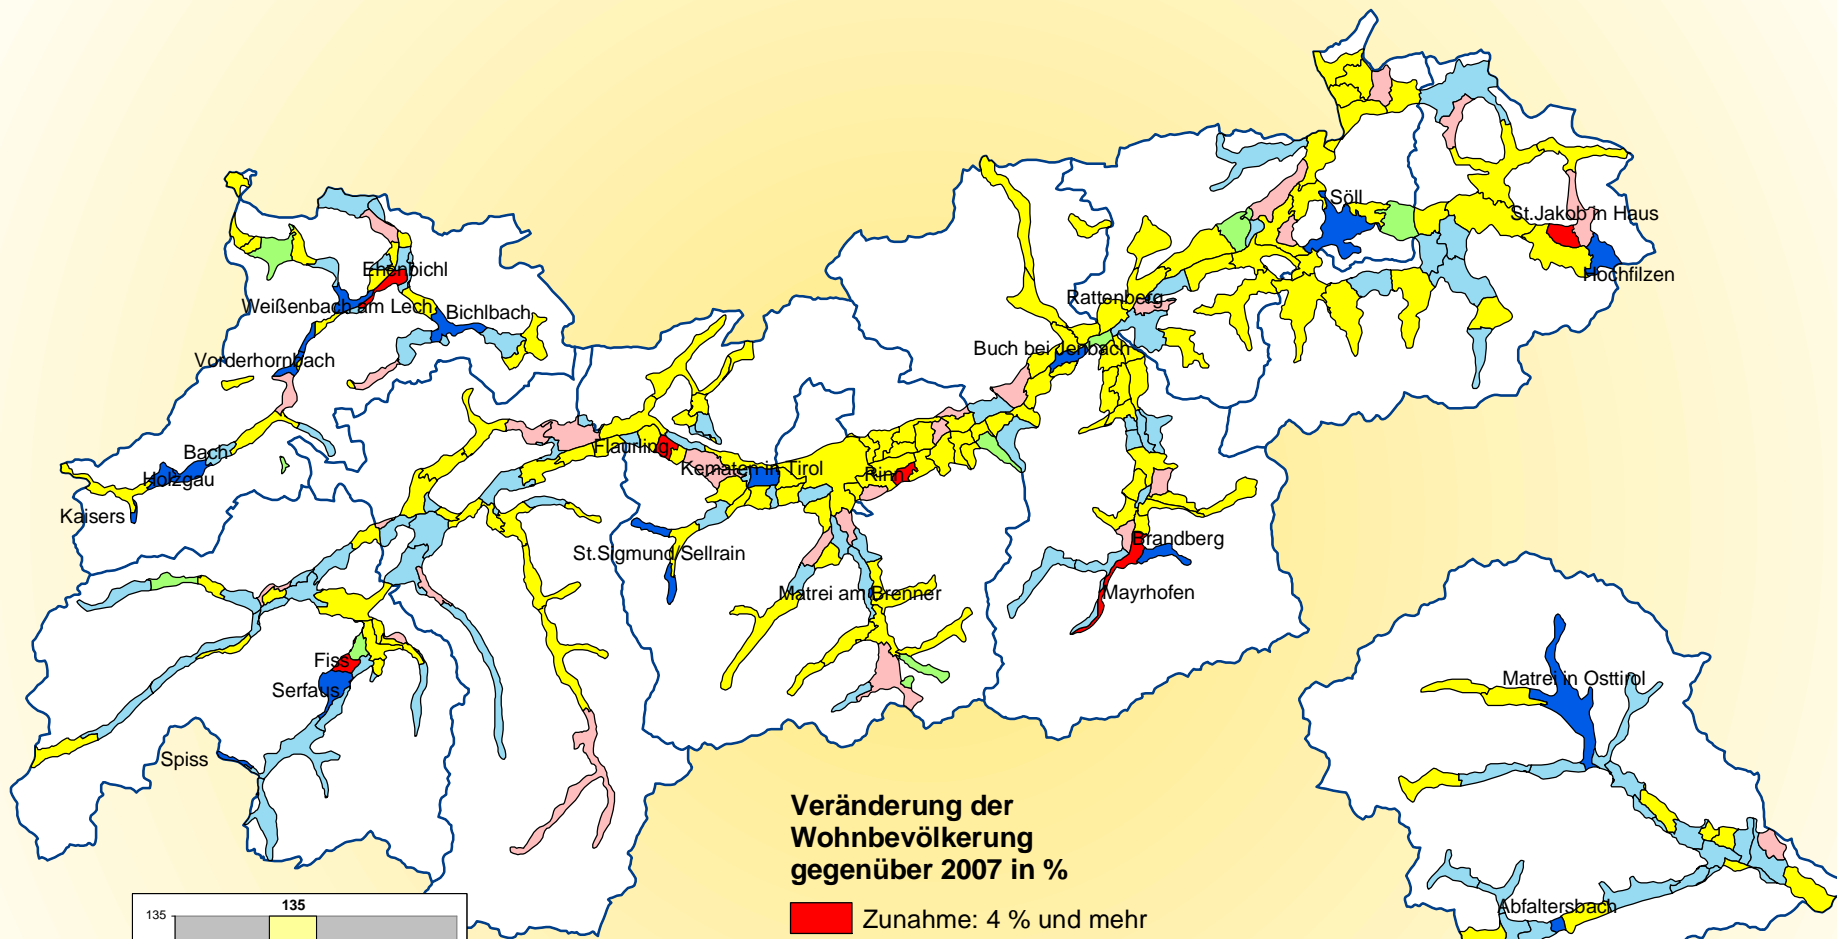 Söll
St.Jakob in Haus
Hochfilzen
Ehenbichl
Weißenbach am Lech
Bichlbach
Rattenberg
Buch bei Jenbach
Vorderhornbach
Bach
Holzgau
Kaisers
Flaurling
Kematen in Tirol
Rinn
St.Sigmund/Sellrain
Matrei am Brenner
Brandberg
Mayrhofen
Fiss
Serfaus
Spiss
Matrei in Osttirol
Abfaltersbach
Veränderung der
Wohnbevölkerung
gegenüber 2007 in %
Zunahme: 4 % und mehr
135
135